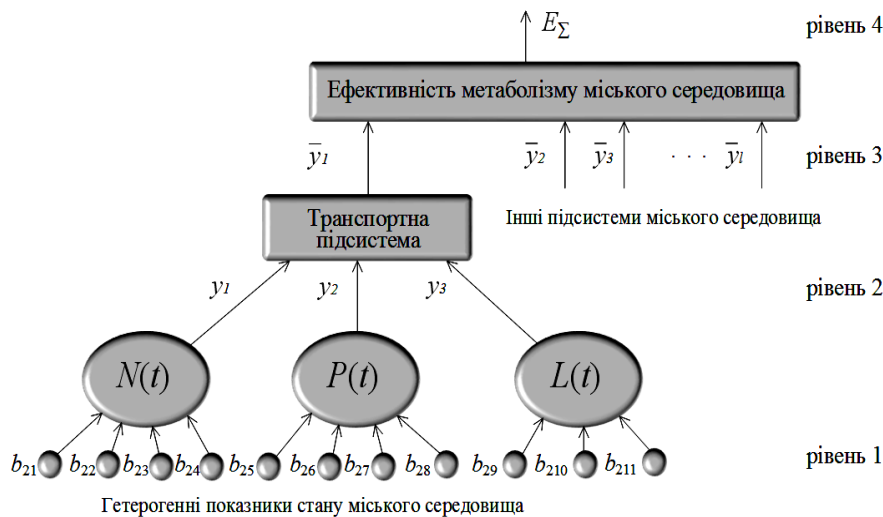 E_Σ
рівень 4
Ефективність метаболізму міського середовища
ȳ₁ ȳ₂ ȳ₃ · · · ȳ_l
рівень 3
Транспортна
підсистема
Інші підсистеми міського середовища
y₁ y₂ y₃
рівень 2
N(t) P(t) L(t)
b₂₁ b₂₂ b₂₃ b₂₄ b₂₅ b₂₆ b₂₇ b₂₈ b₂₉ b₂₁₀ b₂₁₁
рівень 1
Гетерогенні показники стану міського середовища